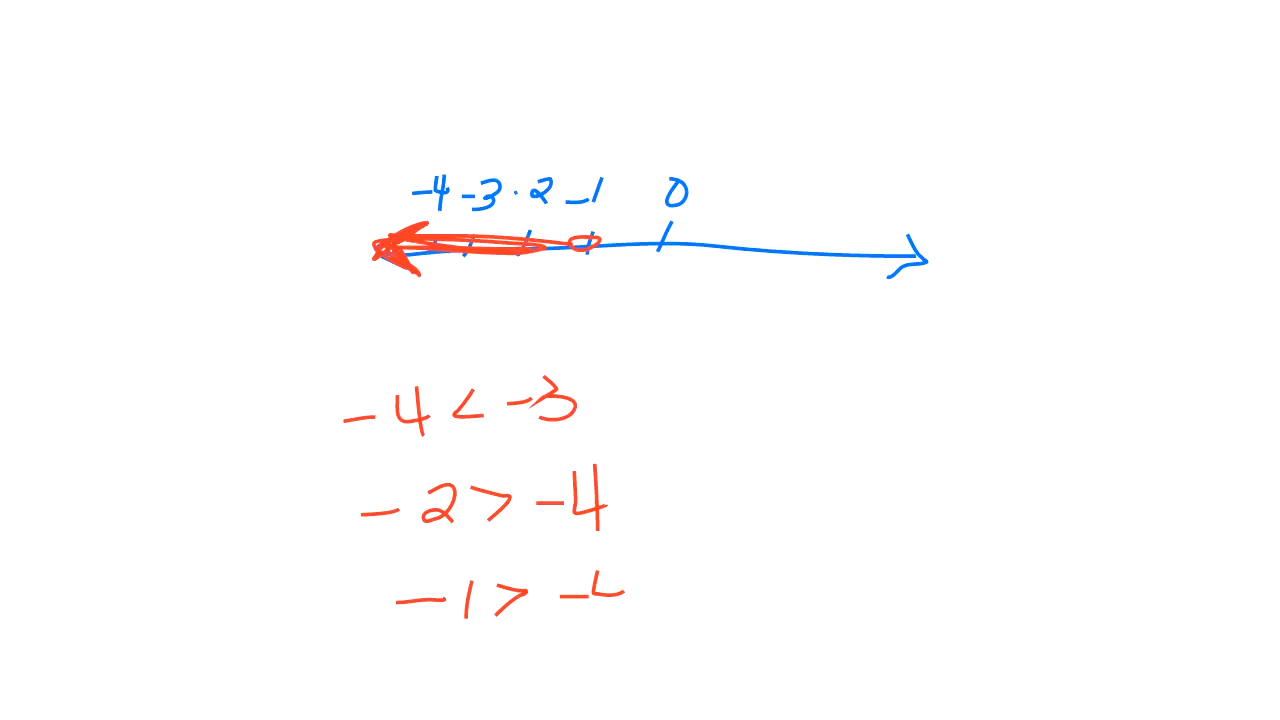 -4 -3 -2 -1 0
-4 < -3
-2 > -4
-1 >